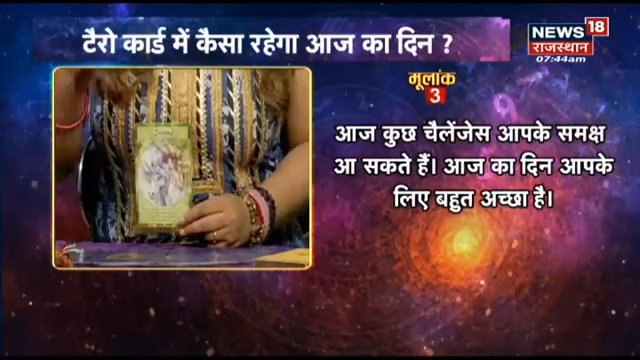 टैरो कार्ड में कैसा रहेगा आज का दिन ?
NEWS 18
राजस्थान
07:44am
मूलांक
3
आज कुछ चैलेंजेस आपके समक्ष
आ सकते हैं। आज का दिन आपके
लिए बहुत अच्छा है।